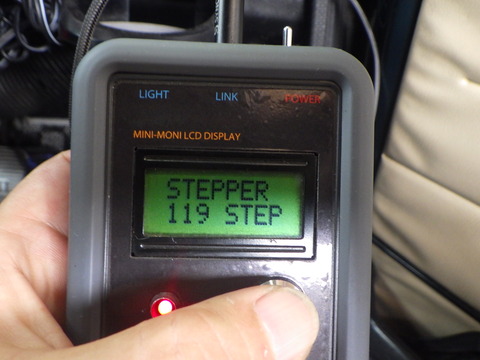 LIGHT LINK POWER
MINI-MONI LCD DISPLAY
STEPPER
119 STEP